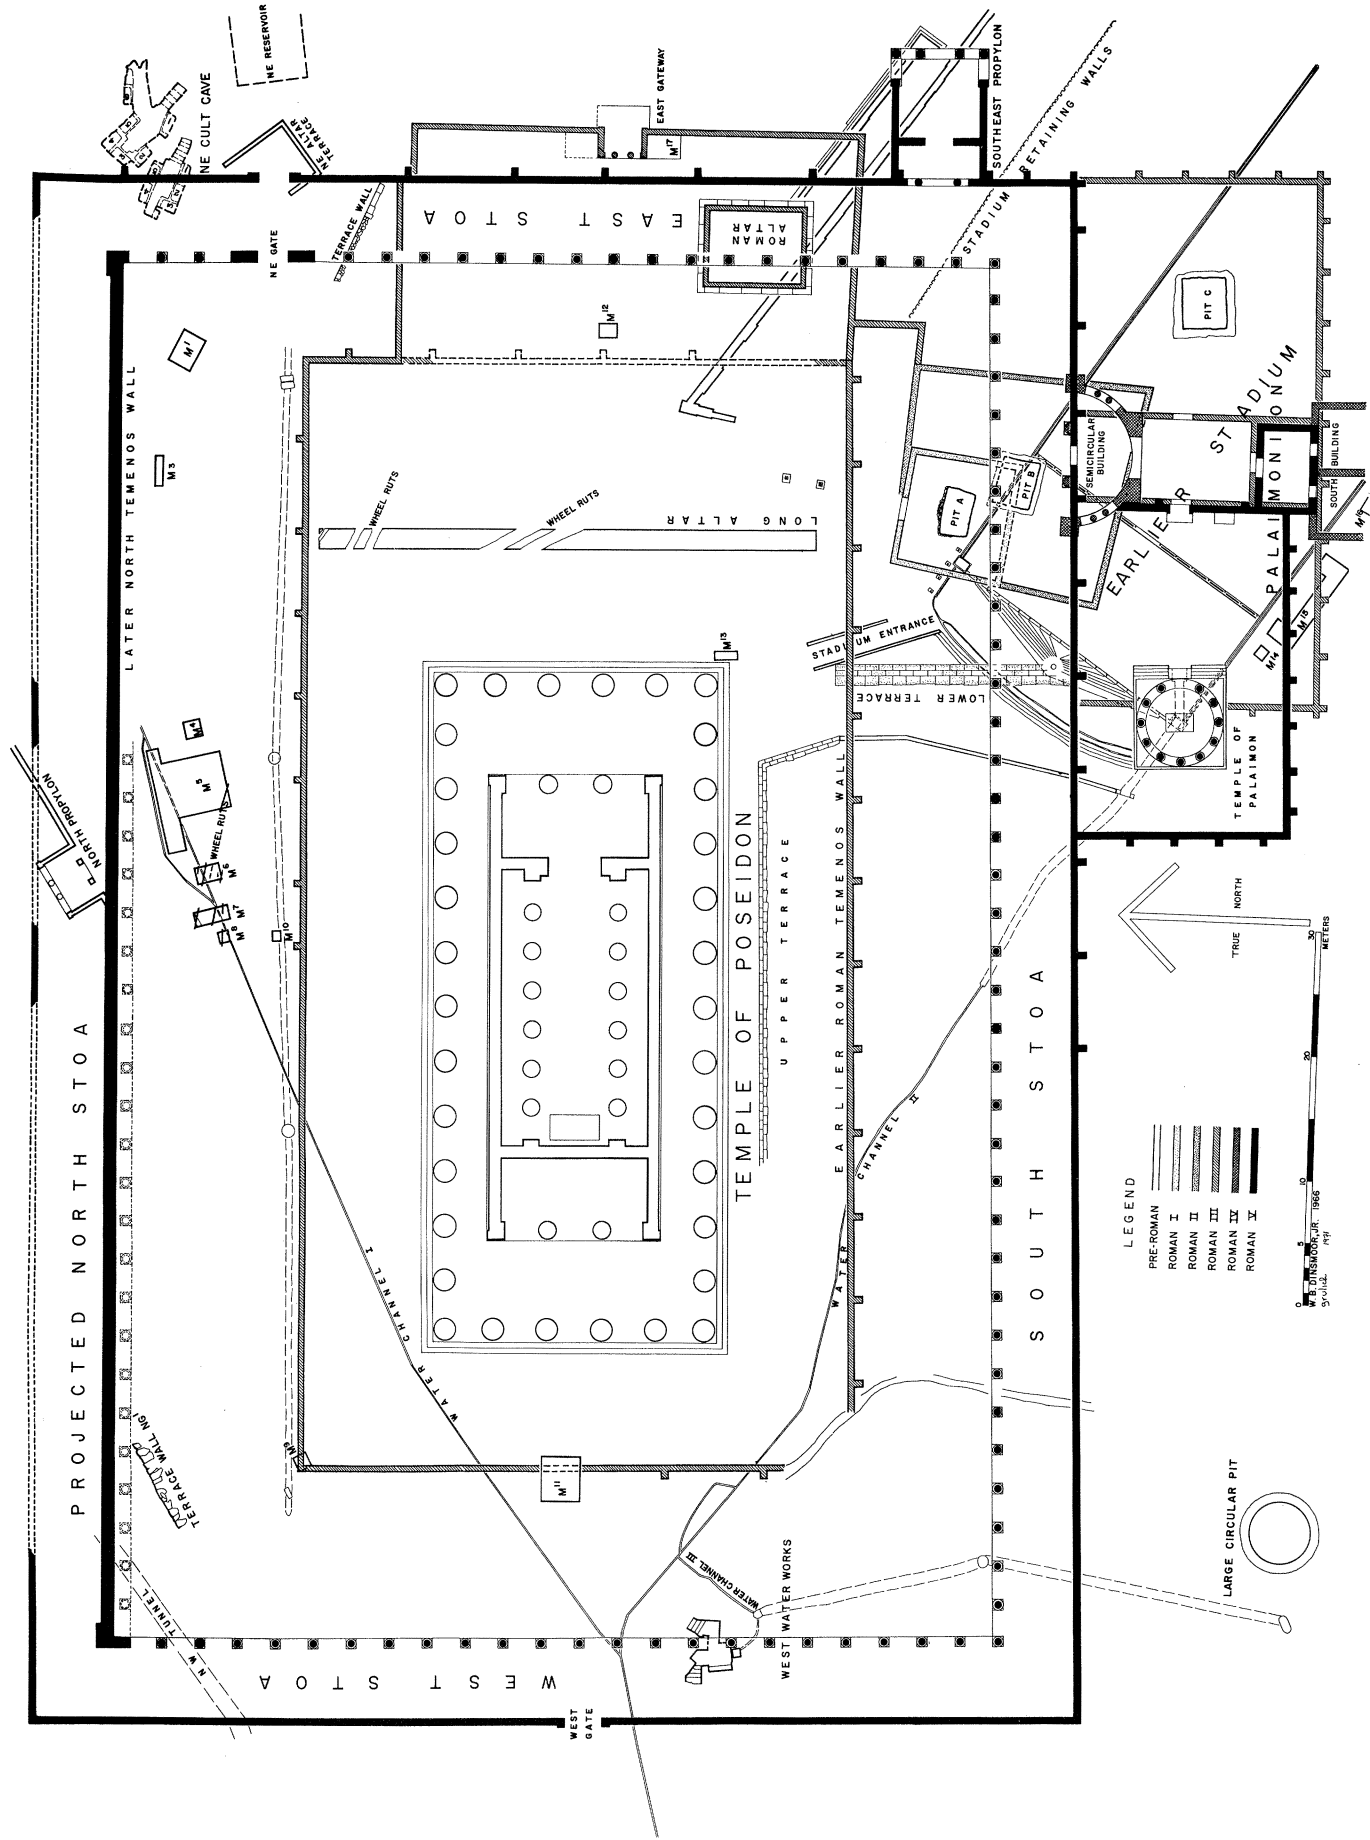 NE RESERVOIR
NE CULT CAVE
NE ALTAR
TERRACE
EAST GATEWAY
M17
SOUTHEAST PROPYLON
STADIUM RETAINING WALLS
TERRACE WALL
NE GATE
EAST STOA
ROMAN
ALTAR
LATER NORTH TEMENOS WALL
M1
M3
M12
PIT C
WHEEL RUTS
WHEEL RUTS
LONG ALTAR
PIT A
PIT B
SEMICIRCULAR
BUILDING
EARLIER STADIUM
PALAIMONION
SOUTH BUILDING
M16
M15
M14
M13
STADIUM ENTRANCE
LOWER TERRACE
TEMPLE OF
PALAIMON
NORTH PROPYLON
M4
M5
WHEEL RUTS
M6
M7
M8
M10
TEMPLE OF POSEIDON
UPPER TERRACE
EARLIER ROMAN TEMENOS WALL
WATER CHANNEL II
WATER CHANNEL I
PROJECTED NORTH STOA
SOUTH STOA
TRUE NORTH
LEGEND
PRE-ROMAN
ROMAN I
ROMAN II
ROMAN III
ROMAN IV
ROMAN V
0 5 10 20 30
METERS
W.B. DINSMOOR, JR. 1966
1971
TERRACE WALL NG1
M9
M11
WATER CHANNEL III
WEST WATER WORKS
LARGE CIRCULAR PIT
NW TUNNEL
WEST STOA
WEST
GATE